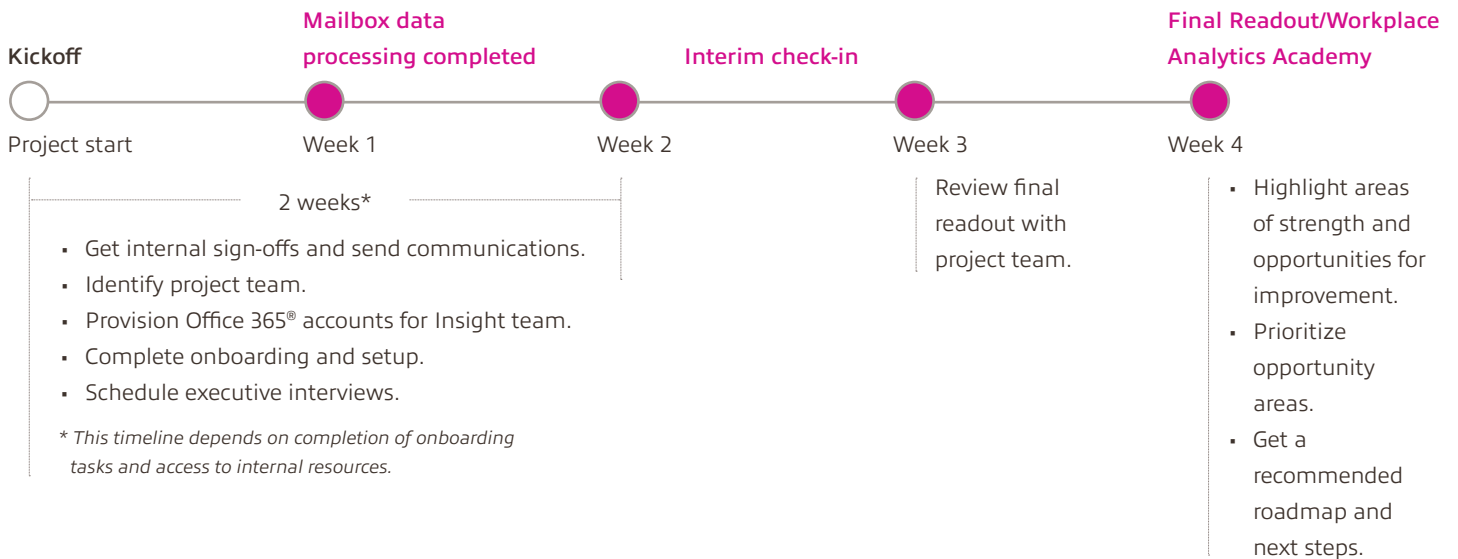 Kickoff
Mailbox data
processing completed
Interim check-in
Final Readout/Workplace
Analytics Academy
Project start
Week 1
Week 2
Week 3
Week 4
2 weeks*
▪ Get internal sign-offs and send communications.
▪ Identify project team.
▪ Provision Office 365® accounts for Insight team.
▪ Complete onboarding and setup.
▪ Schedule executive interviews.
* This timeline depends on completion of onboarding
tasks and access to internal resources.
Review final
readout with
project team.
▪ Highlight areas
of strength and
opportunities for
improvement.
▪ Prioritize
opportunity
areas.
▪ Get a
recommended
roadmap and
next steps.